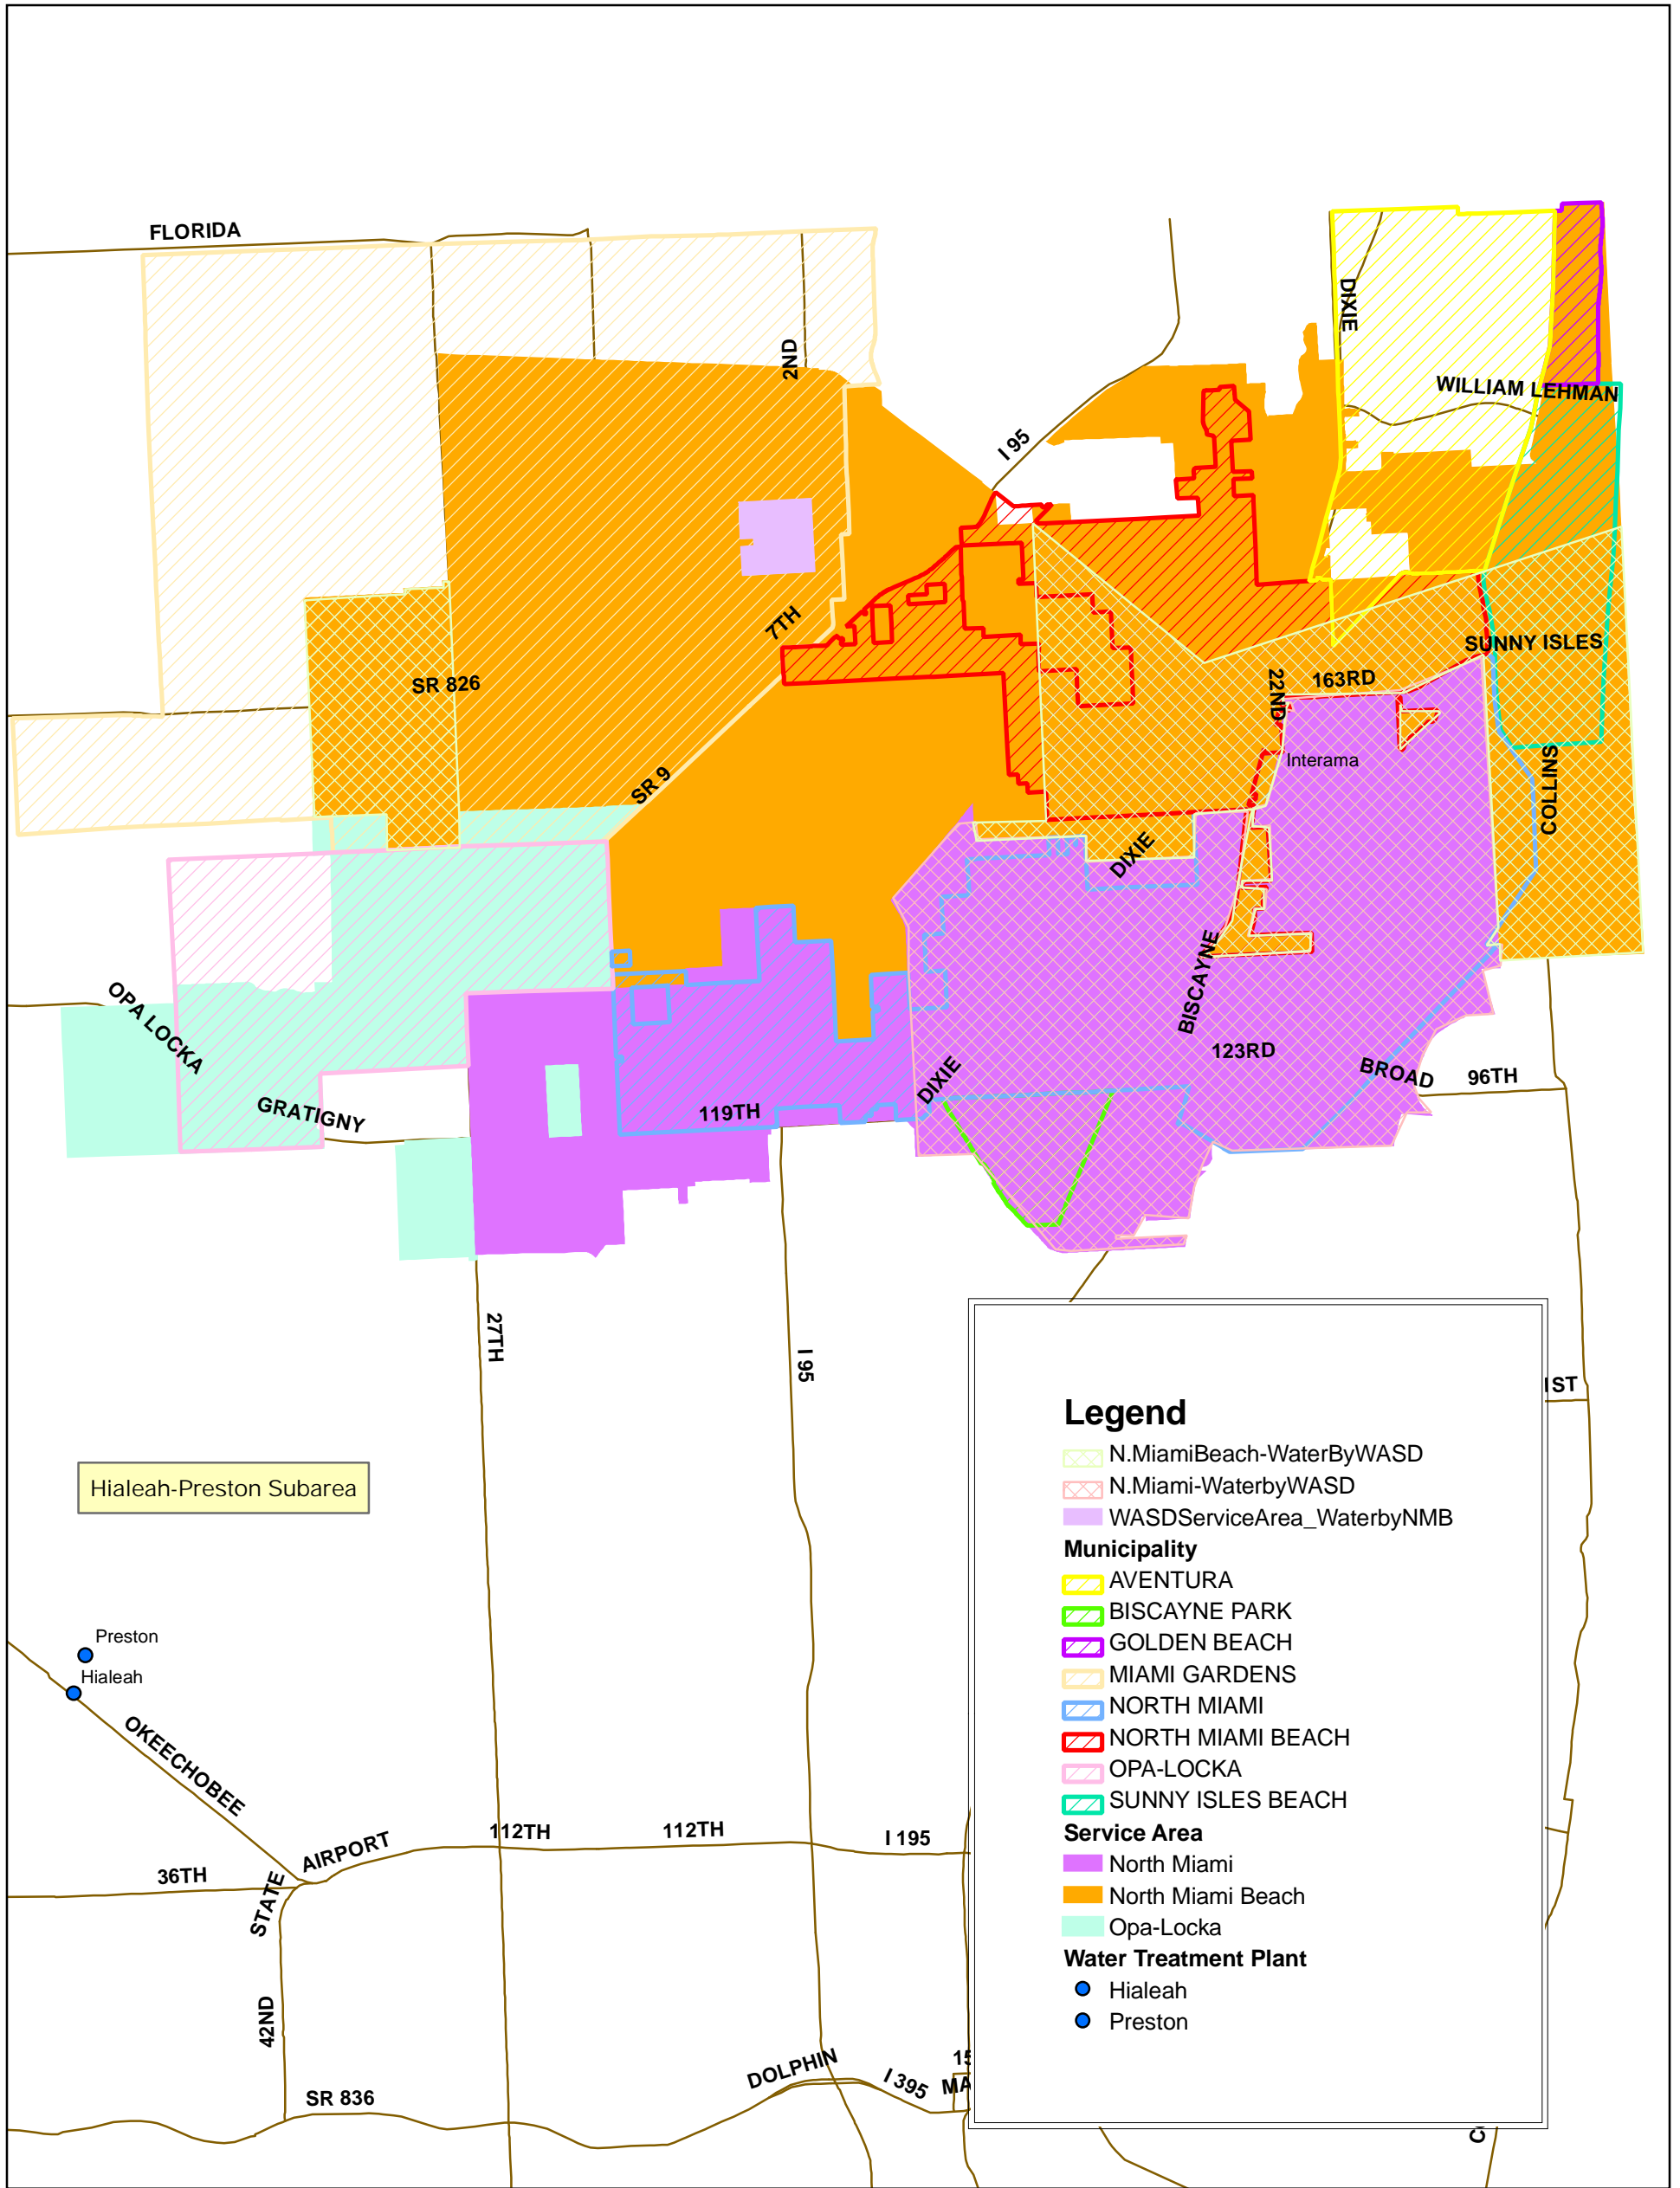 FLORIDA
DIXIE
2ND
WILLIAM LEHMAN
I 95
7TH
SUNNY ISLES
SR 826
163RD
22ND
Interama
SR 9
COLLINS
DIXIE
BISCAYNE
OPA LOCKA
123RD
BROAD
96TH
DIXIE
GRATIGNY
119TH
27TH
I 95
Legend
N.MiamiBeach-WaterByWASD
N.Miami-WaterbyWASD
WASDServiceArea_WaterbyNMB
Municipality
AVENTURA
BISCAYNE PARK
GOLDEN BEACH
MIAMI GARDENS
NORTH MIAMI
NORTH MIAMI BEACH
OPA-LOCKA
SUNNY ISLES BEACH
Service Area
North Miami
North Miami Beach
Opa-Locka
Water Treatment Plant
Hialeah
Preston
Hialeah-Preston Subarea
Preston
Hialeah
OKEECHOBEE
AIRPORT
112TH
112TH
I 195
36TH
STATE
42ND
DOLPHIN
I 395
SR 836